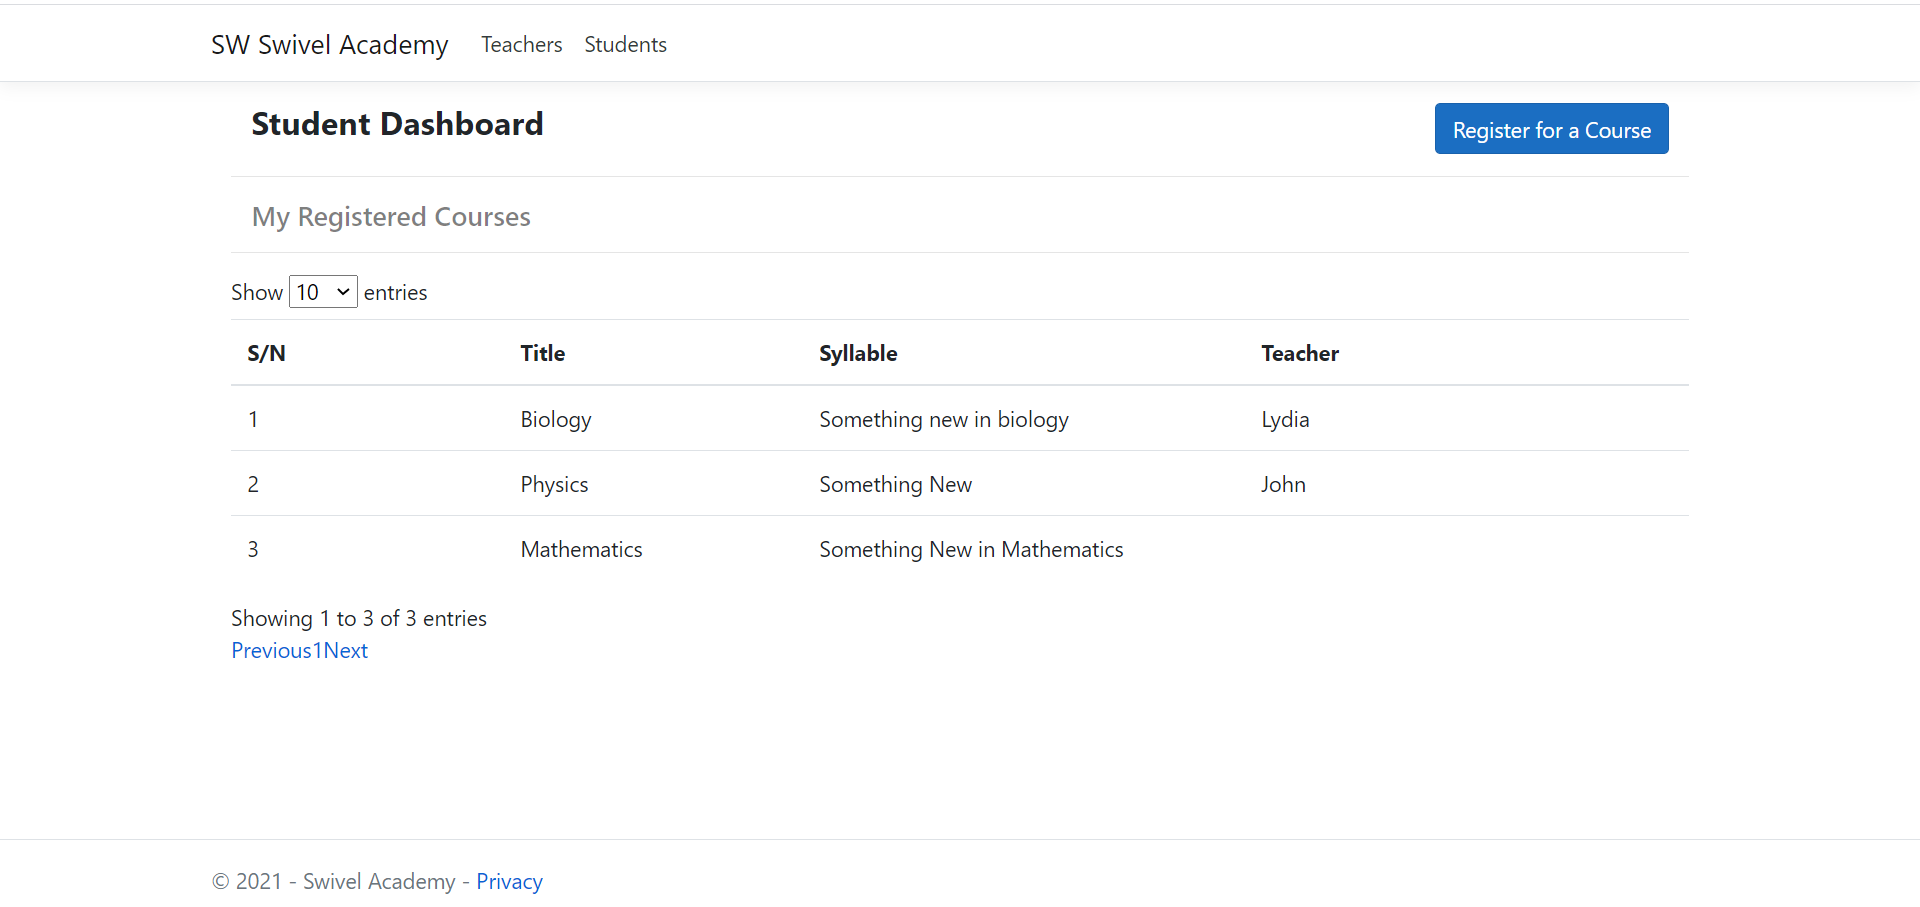 SW Swivel Academy Teachers Students
Student Dashboard Register for a Course
My Registered Courses
Show 10 entries
S/N Title Syllable Teacher
1 Biology Something new in biology Lydia
2 Physics Something New John
3 Mathematics Something New in Mathematics
Showing 1 to 3 of 3 entries
Previous1Next
© 2021 - Swivel Academy - Privacy